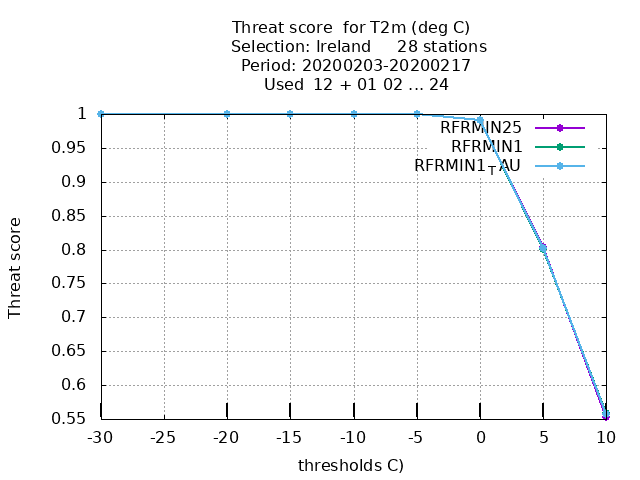 Threat score  for T2m (deg C)
Selection: Ireland     28 stations
Period: 20200203-20200217
Used  12 + 01 02 ... 24
Threat score
1
0.95
0.9
0.85
0.8
0.75
0.7
0.65
0.6
0.55
RFRMIN25
RFRMIN1
RFRMIN1_TAU
-30 -25 -20 -15 -10 -5 0 5 10
thresholds C)